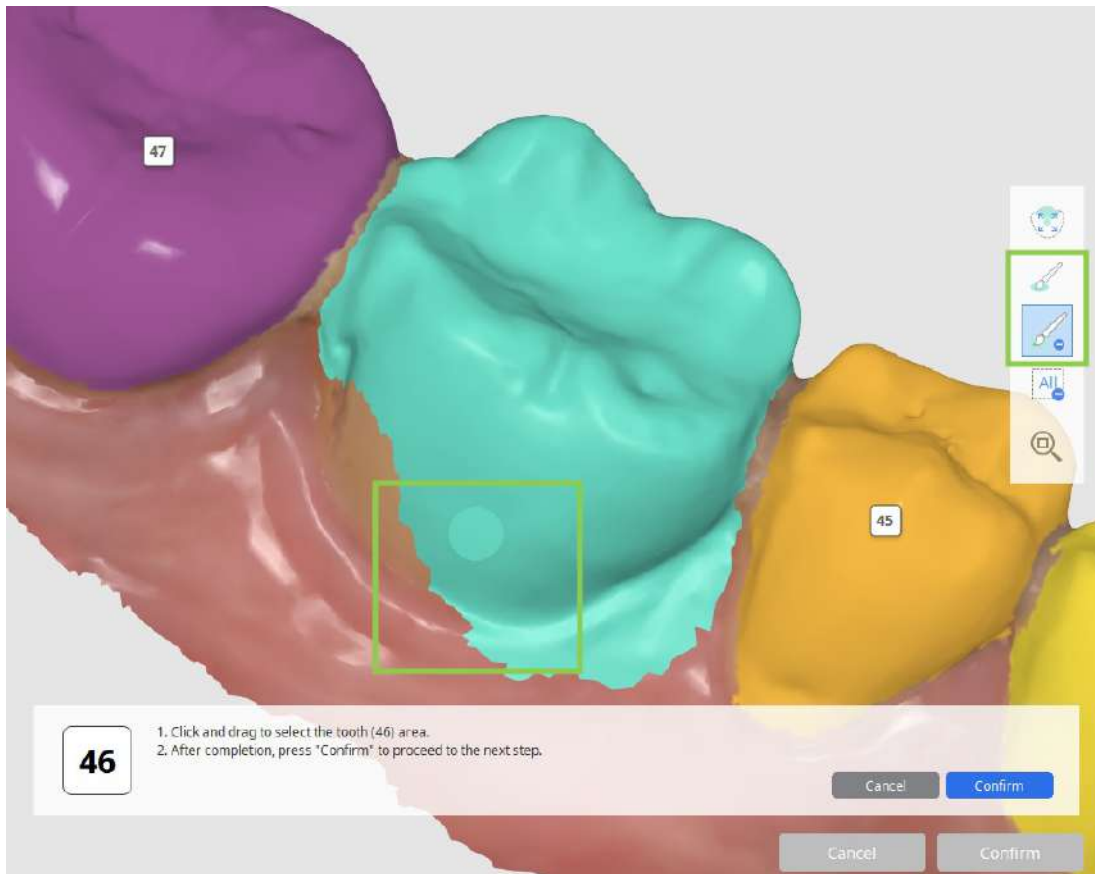 47
45
All
46
1. Click and drag to select the tooth (46) area.
2. After completion, press "Confirm" to proceed to the next step.
Cancel
Confirm
Cancel
Confirm